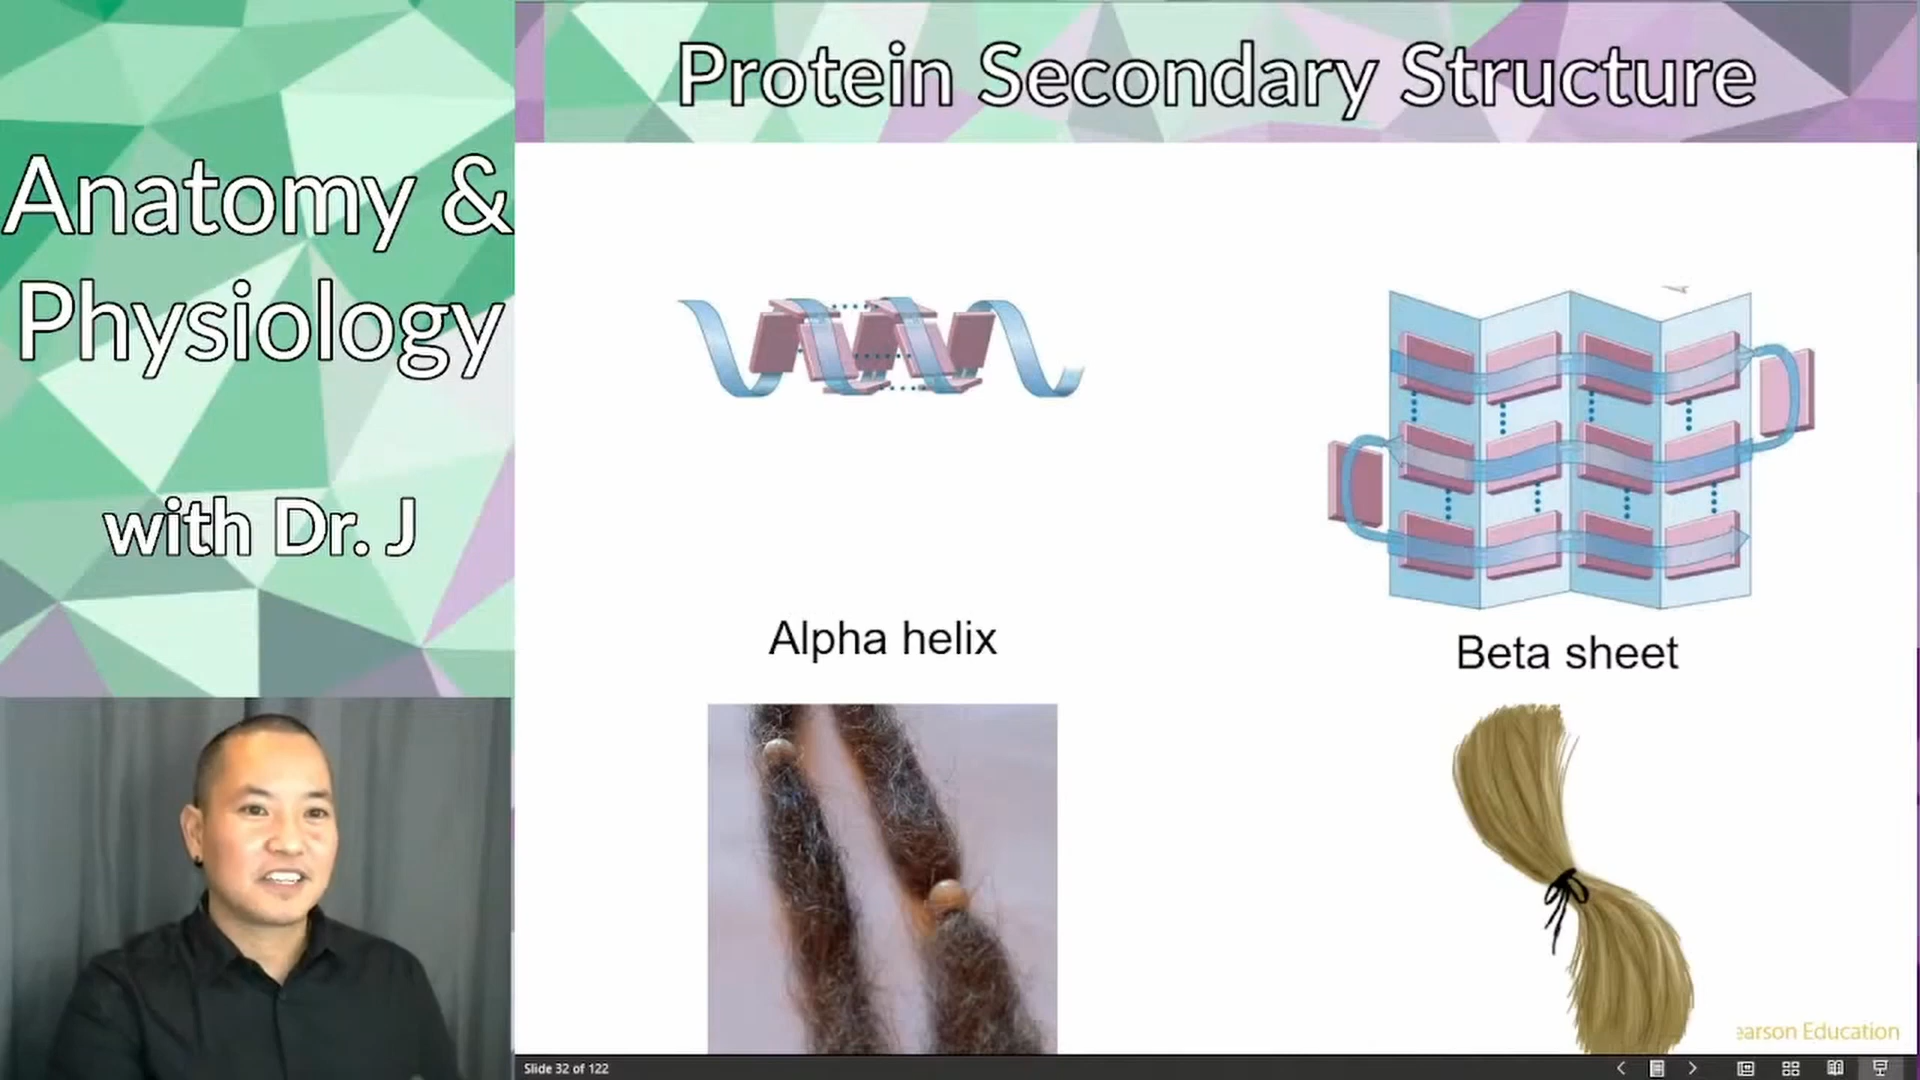 Anatomy &
Physiology
with Dr. J
Protein Secondary Structure
Alpha helix
Beta sheet
earson Education
Slide 32 of 122